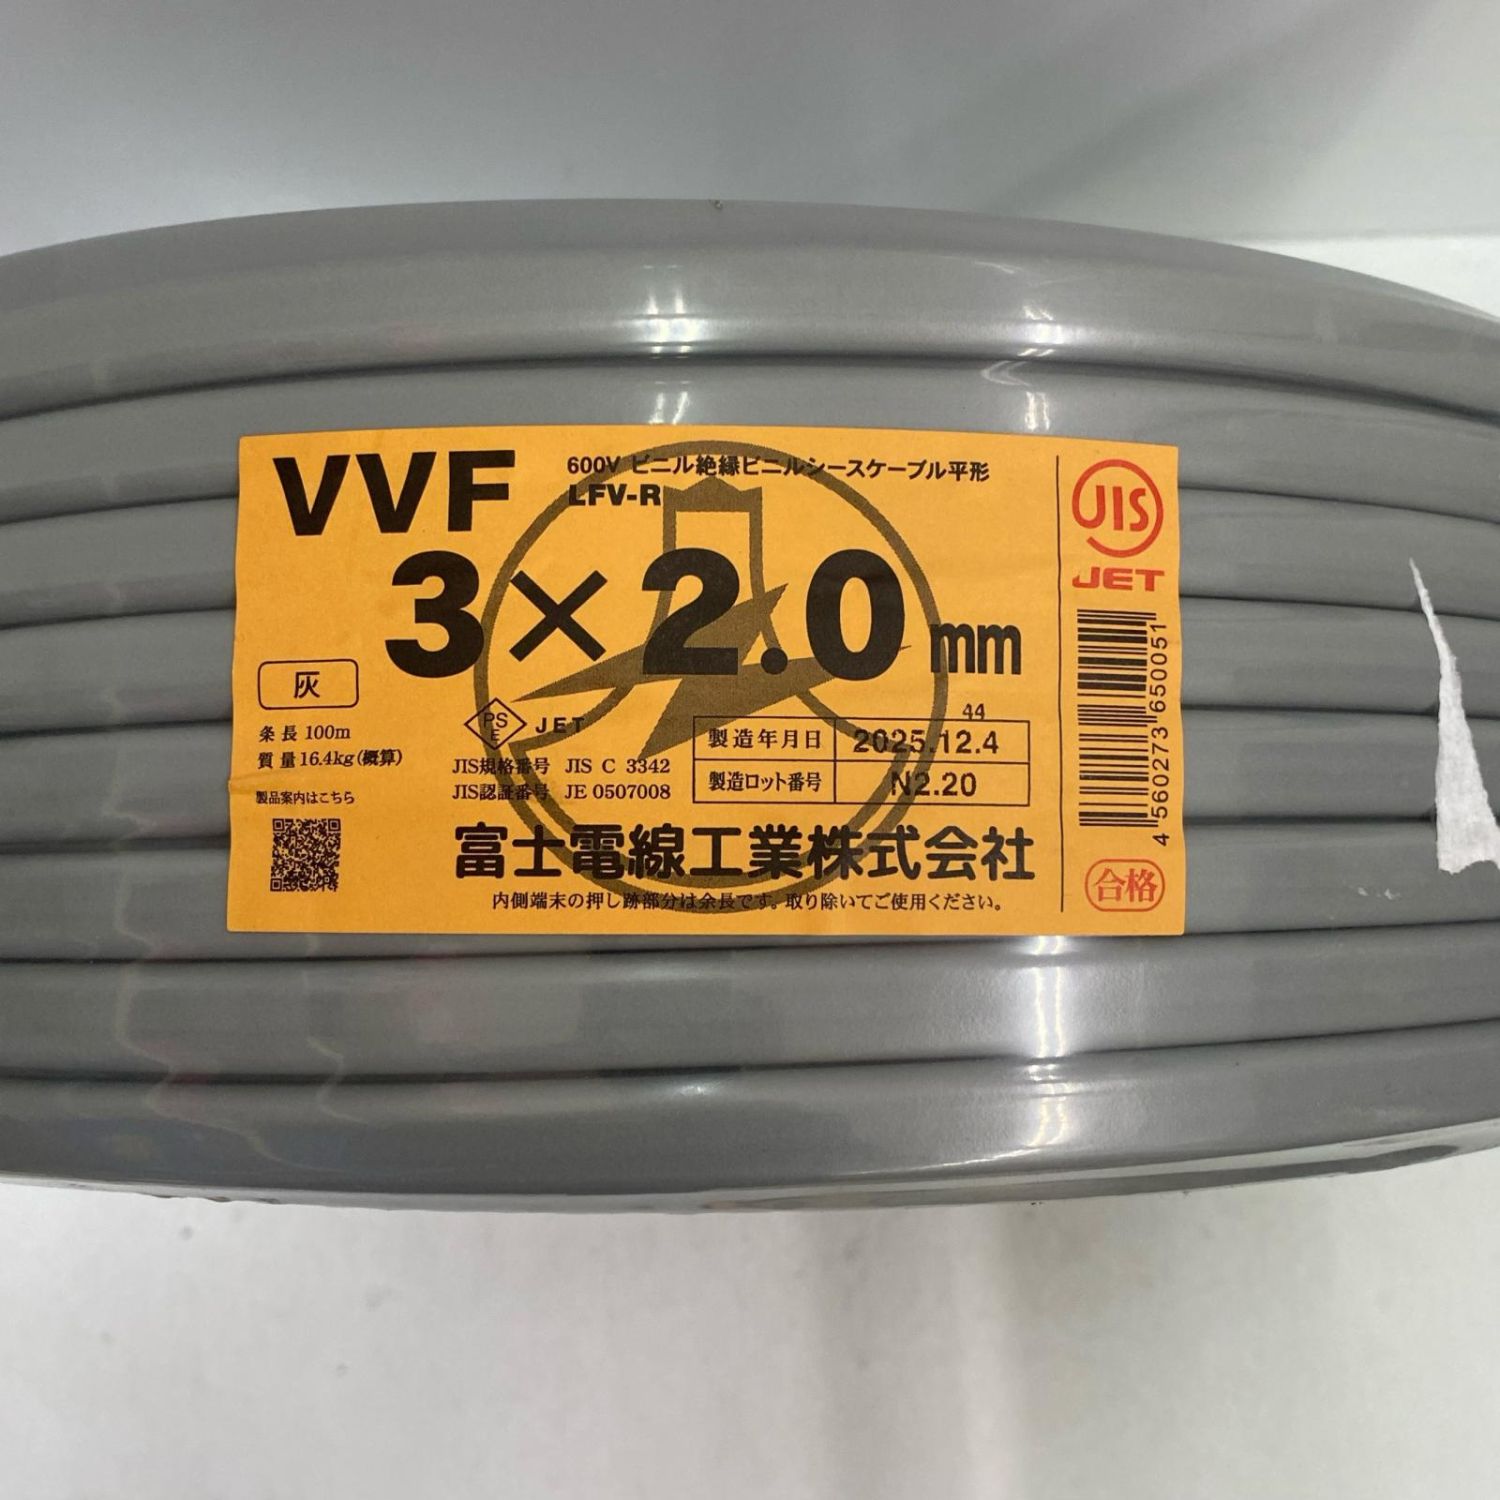 VVF
600V ビニル絶縁ビニルシースケーブル平形
LFV-R
3×2.0mm
灰
条長 100m
質量 16.4kg(概算)
製品案内はこちら
PS
E
JET
JIS規格番号 JIS C 3342
JIS認証番号 JE 0507008
44
製造年月日 2025.12.4
製造ロット番号 N2.20
富士電線工業株式会社
内側端末の押し跡部分は余長です。取り除いてご使用ください。
JIS
JET
4560273650051
合格